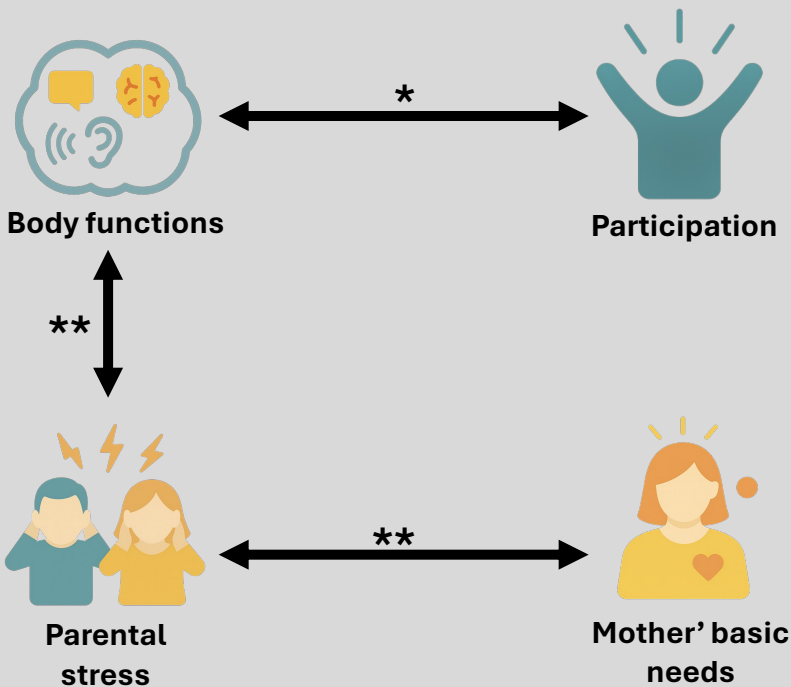 *
Body functions
Participation
**
**
Parental
stress
Mother’ basic
needs